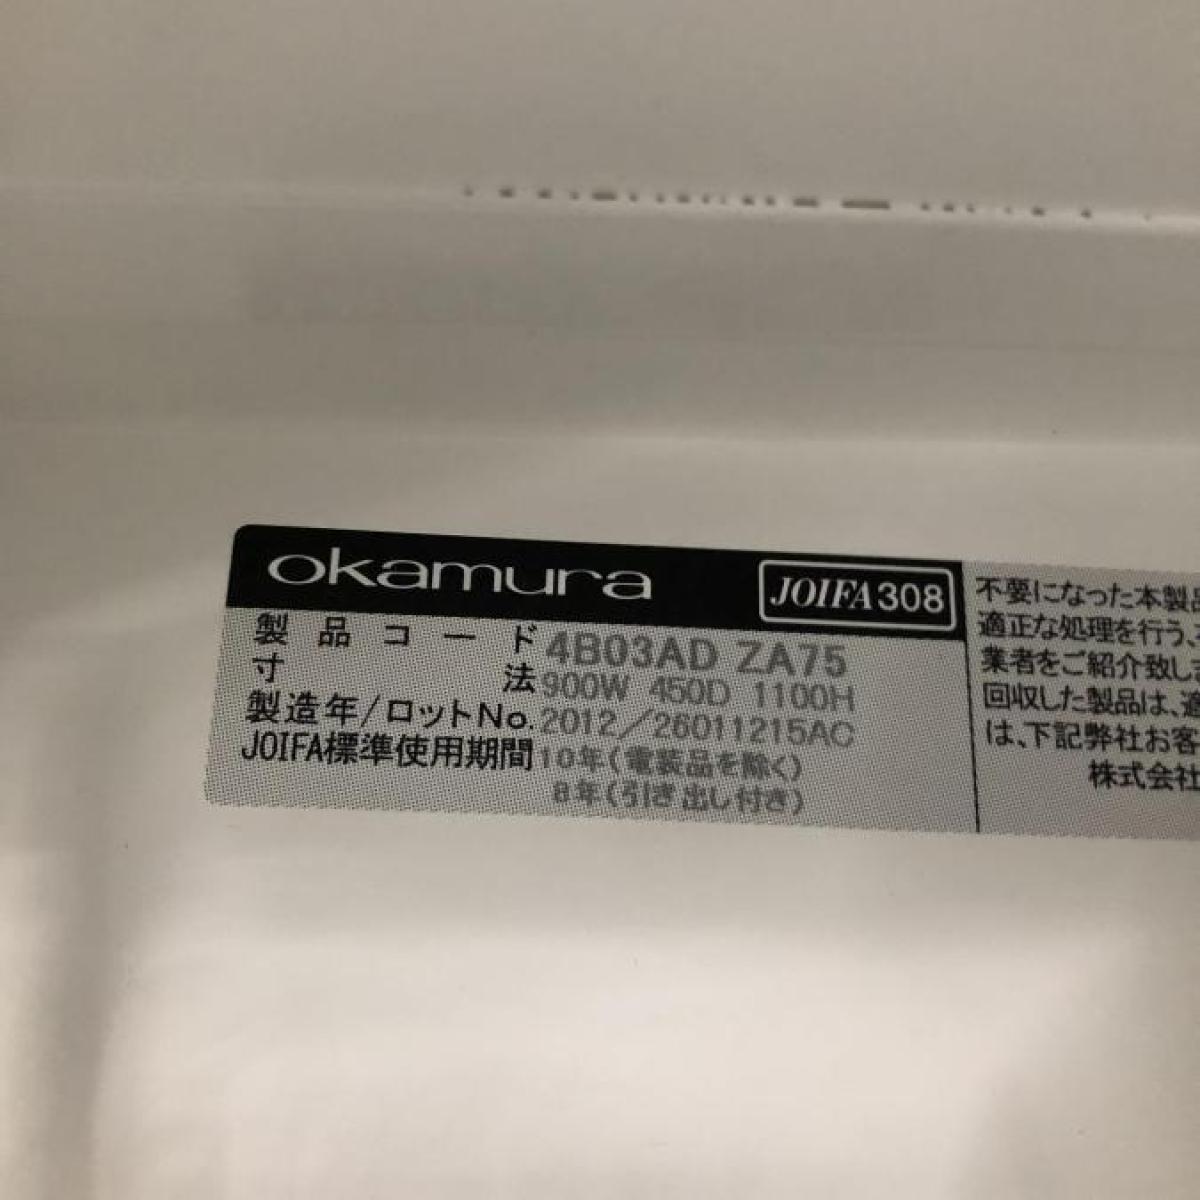 okamura
JOIFA308
製品コード 4B03AD ZA75
寸法 900W 450D 1100H
製造年/ロットNo. 2012/26011215AC
JOIFA標準使用期間 10年(電装品を除く)
8年(引き出し付き)
不要になった本製品
適正な処理を行う、
業者をご紹介致し
回収した製品は、適
は、下記弊社お客
株式会社